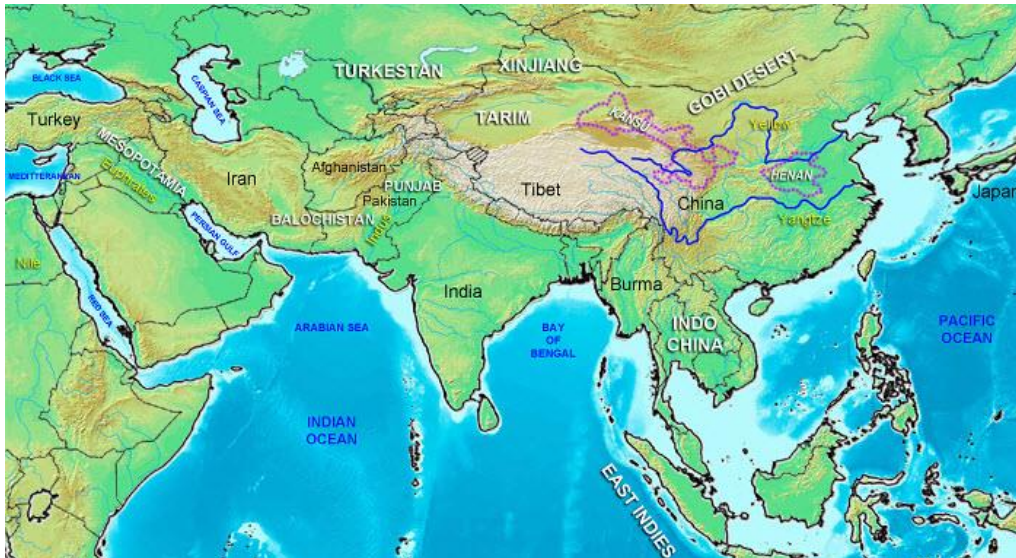 BLACK SEA
CASPIAN SEA
TURKESTAN
XINJIANG
GOBI DESERT
Turkey
TARIM
KANSU
Yellow
MESOPOTAMIA
MEDITTERANEAN
Euphrates
Iran
Afghanistan
PUNJAB
Pakistan
Tibet
HENAN
China
Japan
BALOCHISTAN
Indus
Yangtze
PERSIAN GULF
Nile
RED SEA
India
Burma
ARABIAN SEA
BAY
OF
BENGAL
INDO
CHINA
PACIFIC
OCEAN
INDIAN
OCEAN
EAST INDIES